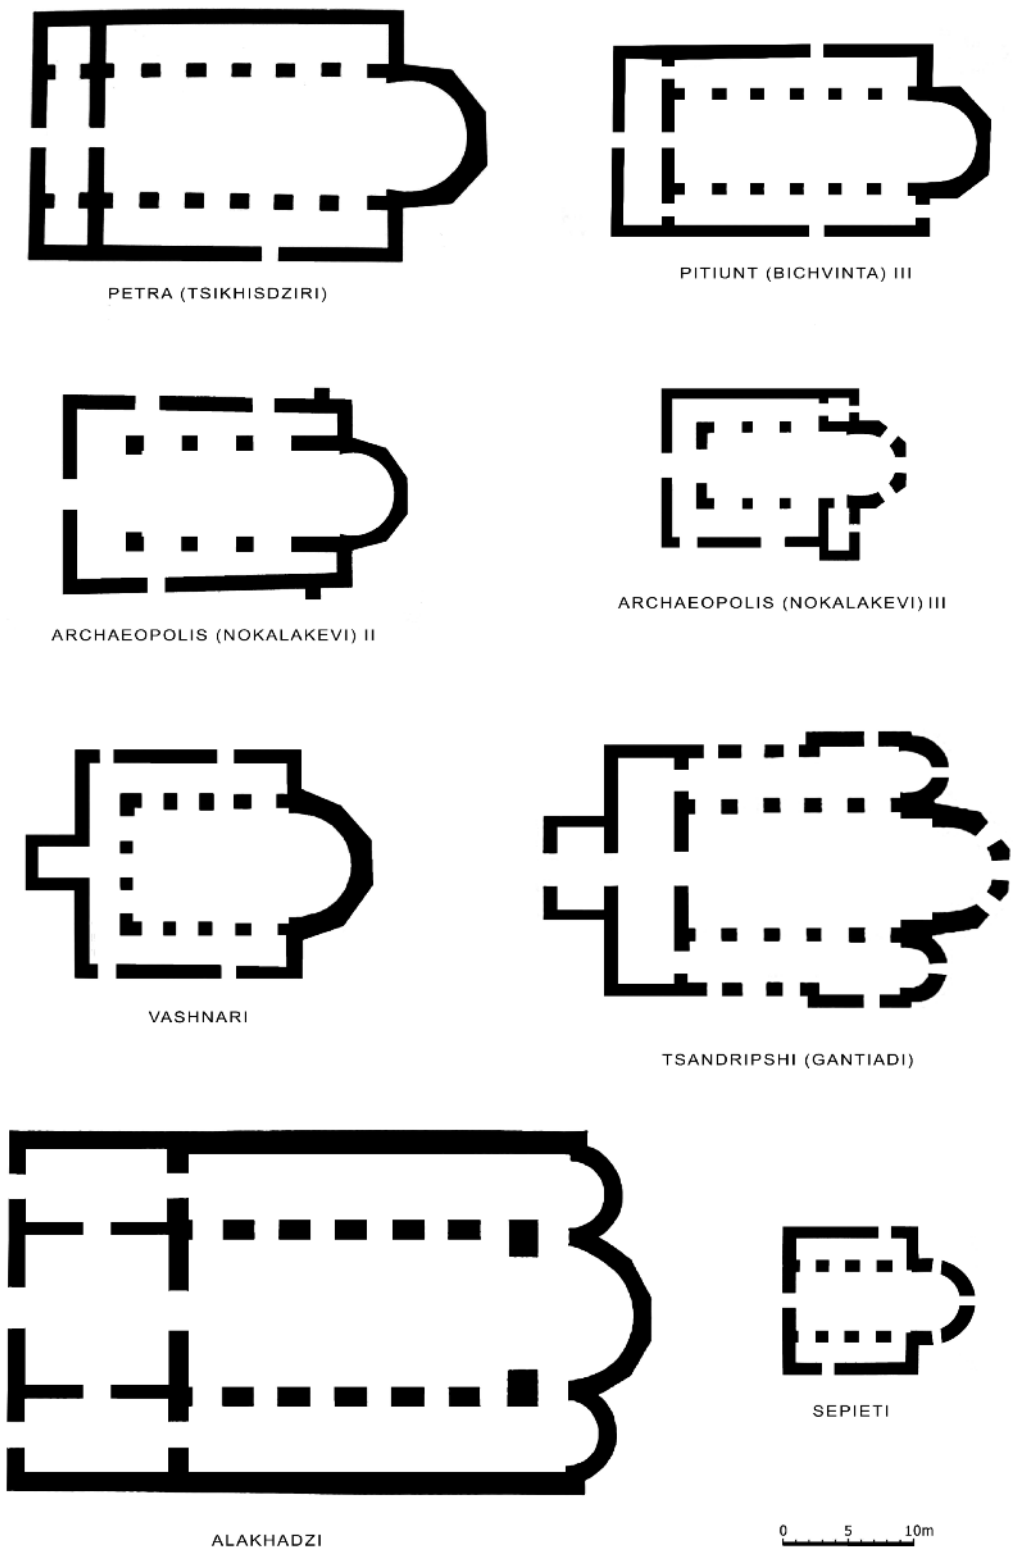 PETRA (TSIKHISDZIRI)
PITIUNT (BICHVINTA) III
ARCHAEOPOLIS (NOKALAKEVI) II
ARCHAEOPOLIS (NOKALAKEVI) III
VASHNARI
TSANDRIPSHI (GANTIADI)
ALAKHADZI
SEPIETI
0 5 10m